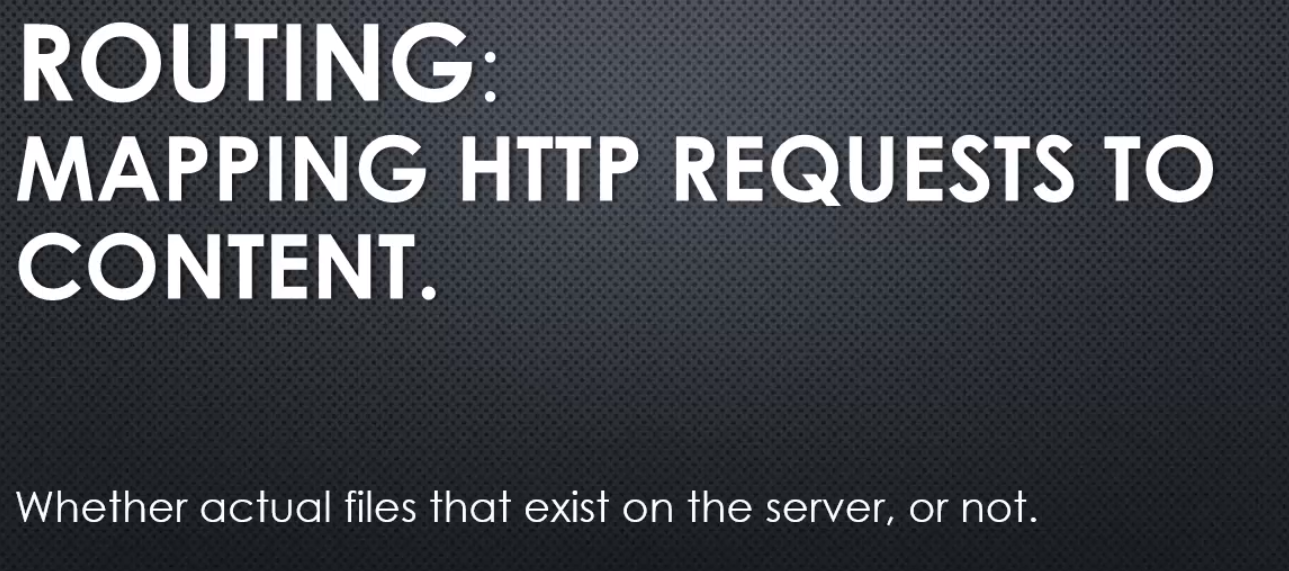 ROUTING:
MAPPING HTTP REQUESTS TO
CONTENT.
Whether actual files that exist on the server, or not.